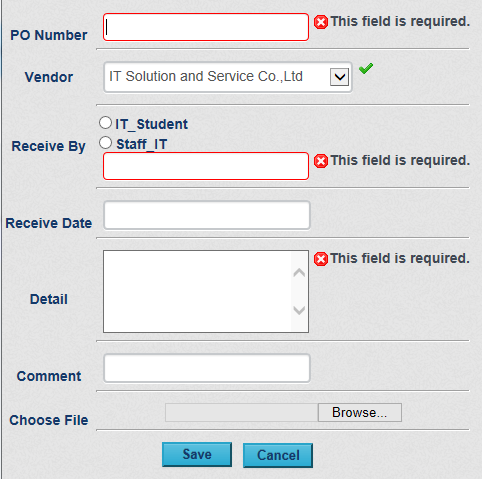 PO Number
This field is required.
Vendor
IT Solution and Service Co.,Ltd
IT_Student
Receive By
Staff_IT
This field is required.
Receive Date
Detail
This field is required.
Comment
Choose File
Browse...
Save
Cancel